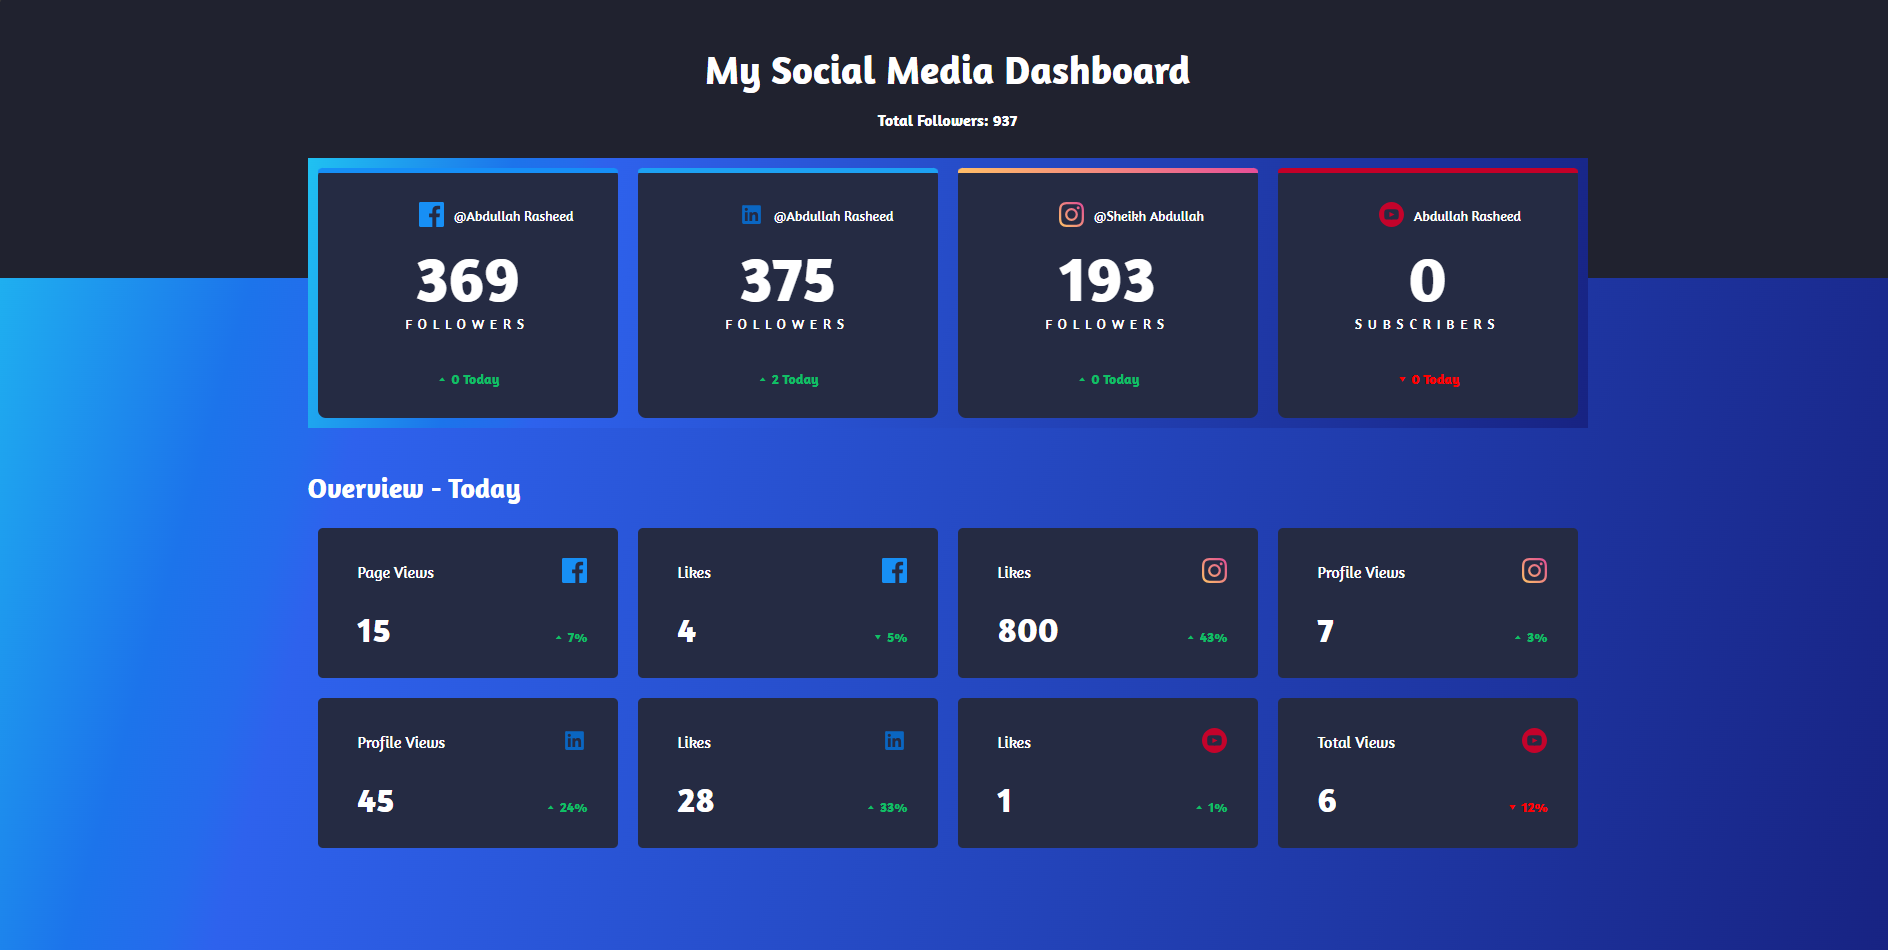 My Social Media Dashboard
Total Followers: 937
@Abdullah Rasheed
369
FOLLOWERS
0 Today
@Abdullah Rasheed
375
FOLLOWERS
2 Today
@Sheikh Abdullah
193
FOLLOWERS
0 Today
Abdullah Rasheed
0
SUBSCRIBERS
0 Today
Overview - Today
Page Views
15
7%
Likes
4
5%
Likes
800
43%
Profile Views
7
3%
Profile Views
45
24%
Likes
28
33%
Likes
1
1%
Total Views
6
12%